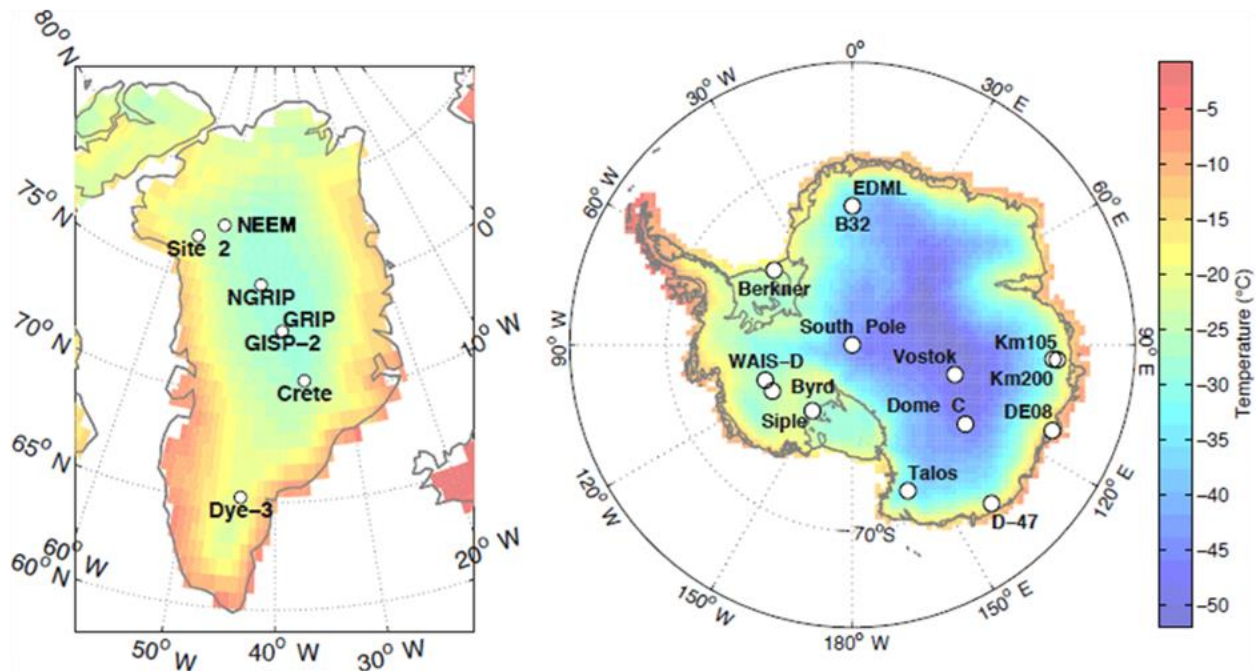 80° N
75° N
70° N
65° N
60° N
60° W
50° W
40° W
30° W
20° W
10° W
0°
NEEM
Site 2
NGRIP
GRIP
GISP-2
Crete
Dye-3
0°
30° W
30° E
60° W
60° E
90° W
90° E
120° W
120° E
150° W
150° E
180° W
70°S
EDML
B32
Berkner
South Pole
WAIS-D
Byrd
Siple
Vostok
Km105
Km200
Dome C
DE08
Talos
D-47
-5
-10
-15
-20
-25
-30
-35
-40
-45
-50
Temperature (°C)